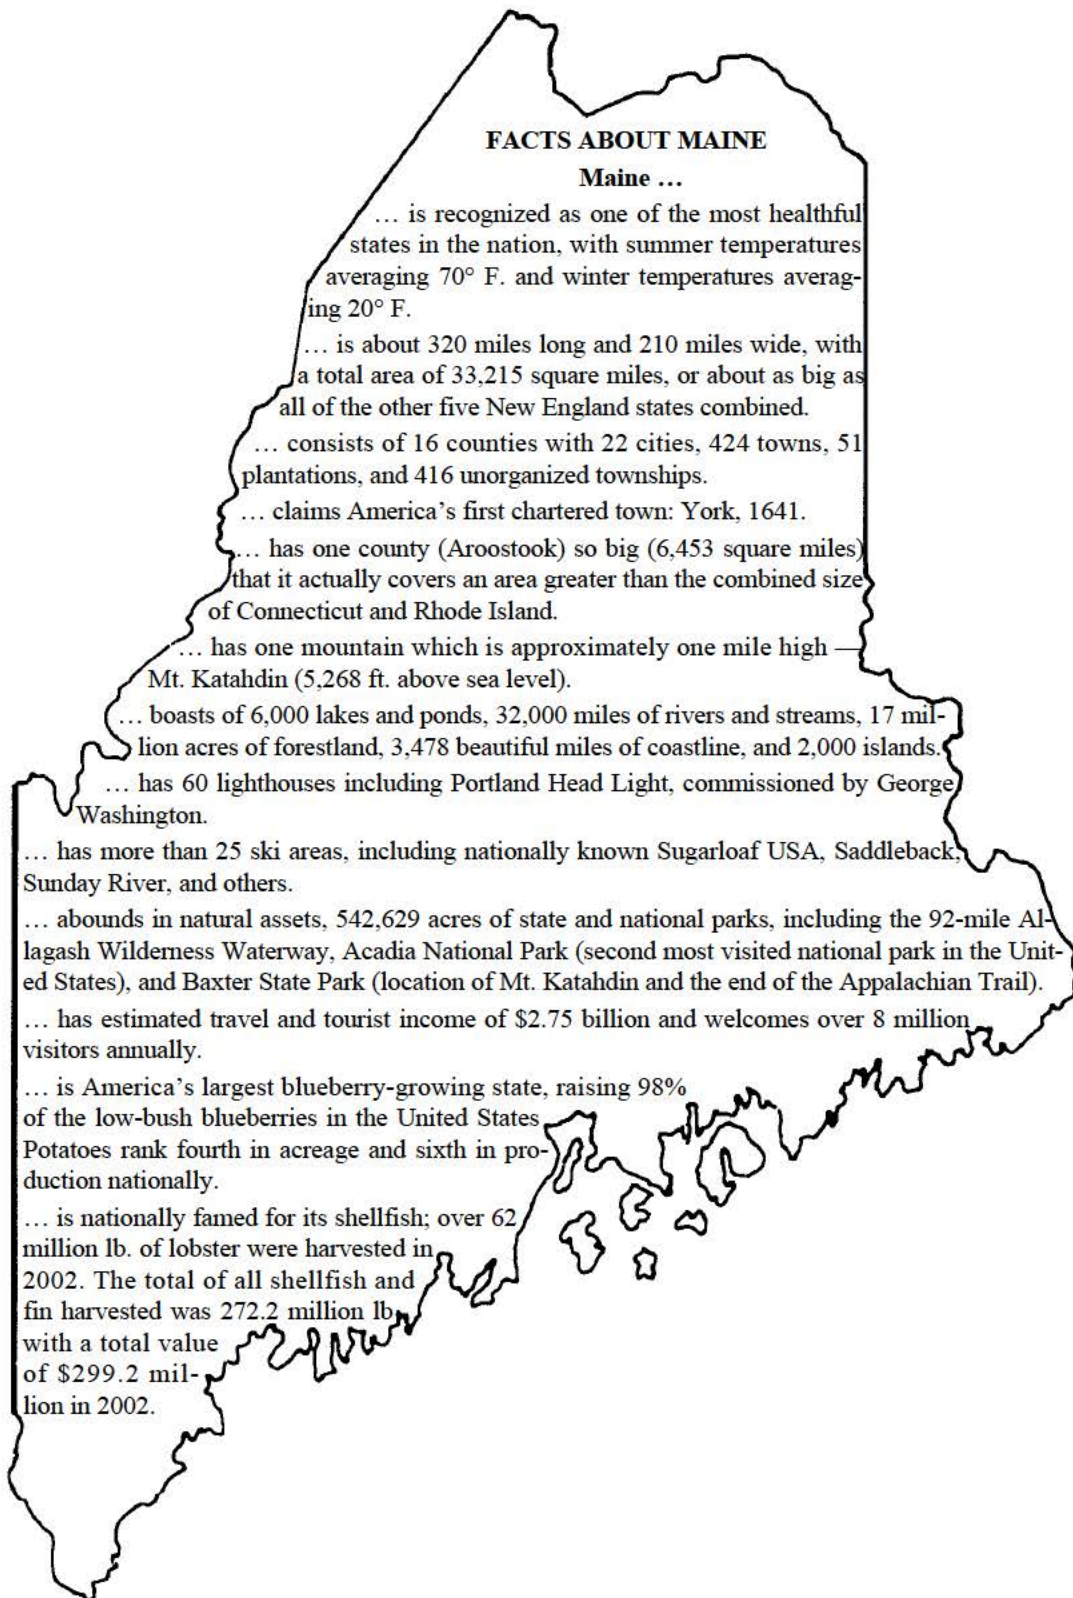 FACTS ABOUT MAINE
Maine …
… is recognized as one of the most healthful
states in the nation, with summer temperatures
averaging 70° F. and winter temperatures averag-
ing 20° F.
… is about 320 miles long and 210 miles wide, with
a total area of 33,215 square miles, or about as big as
all of the other five New England states combined.
… consists of 16 counties with 22 cities, 424 towns, 51
plantations, and 416 unorganized townships.
… claims America’s first chartered town: York, 1641.
… has one county (Aroostook) so big (6,453 square miles)
that it actually covers an area greater than the combined size
of Connecticut and Rhode Island.
… has one mountain which is approximately one mile high —
Mt. Katahdin (5,268 ft. above sea level).
… boasts of 6,000 lakes and ponds, 32,000 miles of rivers and streams, 17 mil-
lion acres of forestland, 3,478 beautiful miles of coastline, and 2,000 islands.
… has 60 lighthouses including Portland Head Light, commissioned by George
Washington.
… has more than 25 ski areas, including nationally known Sugarloaf USA, Saddleback,
Sunday River, and others.
… abounds in natural assets, 542,629 acres of state and national parks, including the 92-mile Al-
lagash Wilderness Waterway, Acadia National Park (second most visited national park in the Unit-
ed States), and Baxter State Park (location of Mt. Katahdin and the end of the Appalachian Trail).
… has estimated travel and tourist income of $2.75 billion and welcomes over 8 million
visitors annually.
… is America’s largest blueberry-growing state, raising 98%
of the low-bush blueberries in the United States
Potatoes rank fourth in acreage and sixth in pro-
duction nationally.
… is nationally famed for its shellfish; over 62
million lb. of lobster were harvested in
2002. The total of all shellfish and
fin harvested was 272.2 million lb.
with a total value
of $299.2 mil-
lion in 2002.